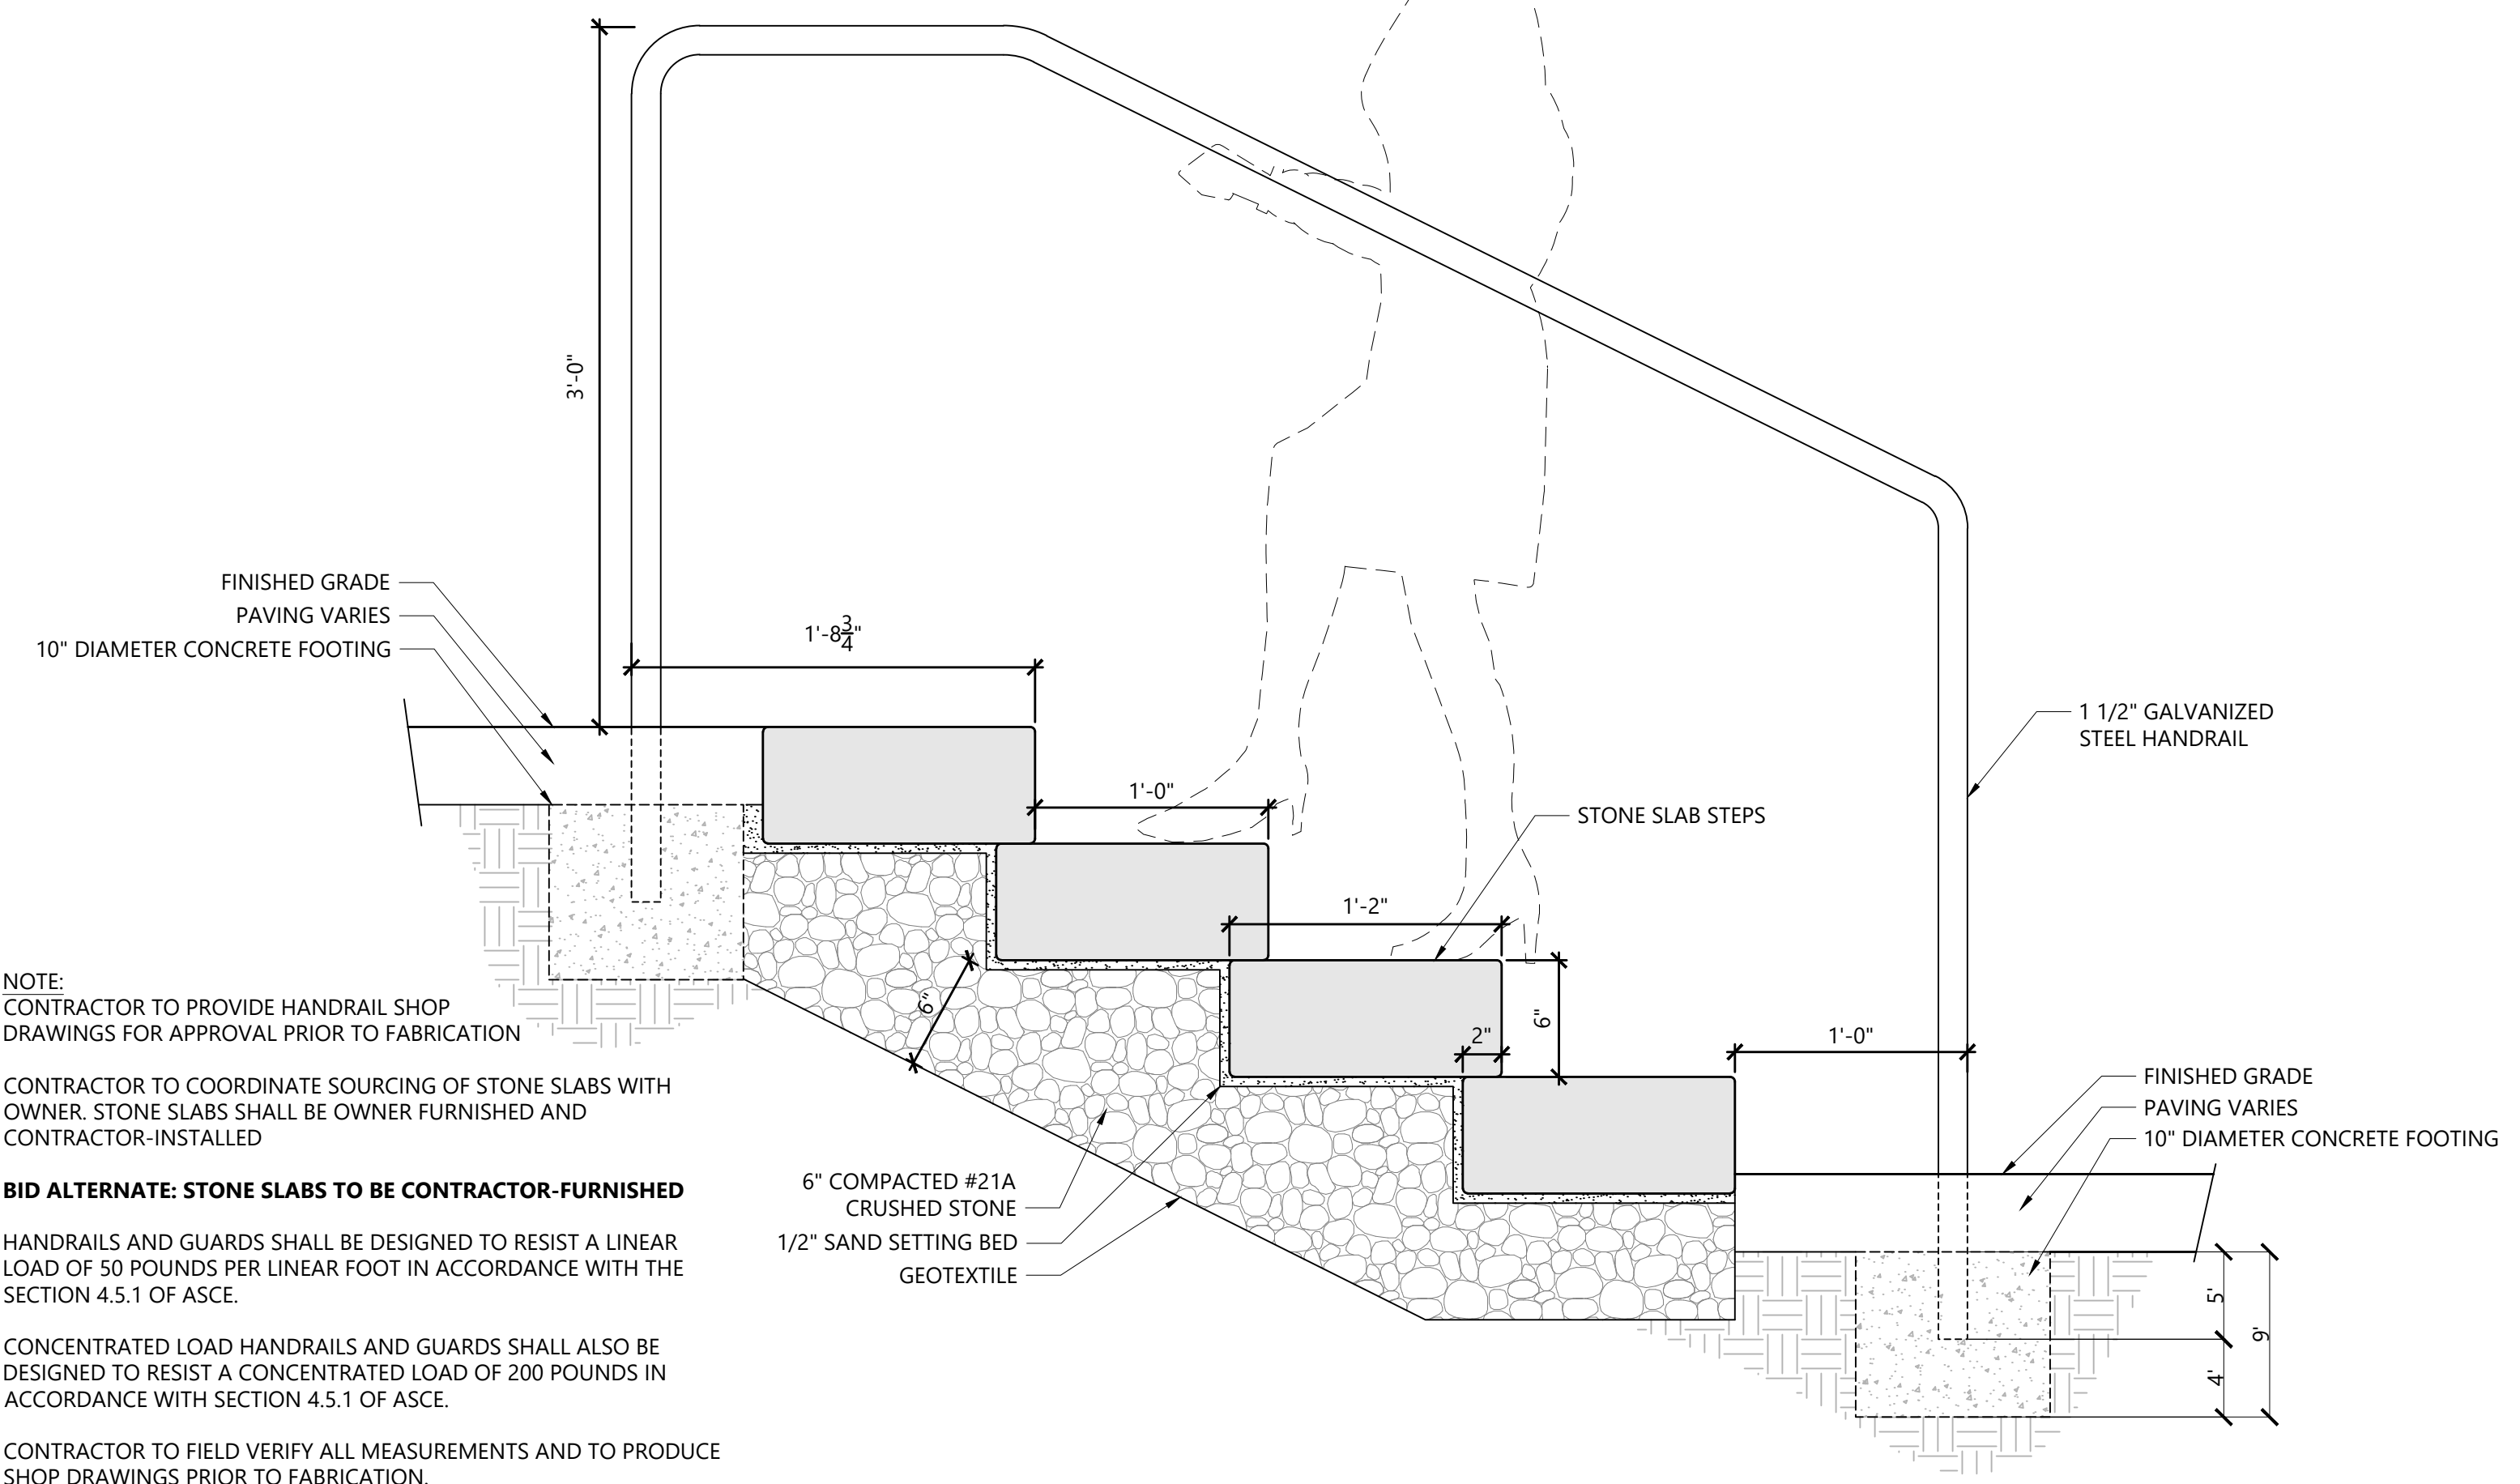 3'-0"
FINISHED GRADE
PAVING VARIES
10" DIAMETER CONCRETE FOOTING
1'-8 3/4"
1'-0"
1'-2"
STONE SLAB STEPS
1 1/2" GALVANIZED
STEEL HANDRAIL
6"
6"
2"
1'-0"
FINISHED GRADE
PAVING VARIES
10" DIAMETER CONCRETE FOOTING
5'
4'
9'
6" COMPACTED #21A
CRUSHED STONE
1/2" SAND SETTING BED
GEOTEXTILE
NOTE:
CONTRACTOR TO PROVIDE HANDRAIL SHOP
DRAWINGS FOR APPROVAL PRIOR TO FABRICATION
CONTRACTOR TO COORDINATE SOURCING OF STONE SLABS WITH
OWNER. STONE SLABS SHALL BE OWNER FURNISHED AND
CONTRACTOR-INSTALLED
BID ALTERNATE: STONE SLABS TO BE CONTRACTOR-FURNISHED
HANDRAILS AND GUARDS SHALL BE DESIGNED TO RESIST A LINEAR
LOAD OF 50 POUNDS PER LINEAR FOOT IN ACCORDANCE WITH THE
SECTION 4.5.1 OF ASCE.
CONCENTRATED LOAD HANDRAILS AND GUARDS SHALL ALSO BE
DESIGNED TO RESIST A CONCENTRATED LOAD OF 200 POUNDS IN
ACCORDANCE WITH SECTION 4.5.1 OF ASCE.
CONTRACTOR TO FIELD VERIFY ALL MEASUREMENTS AND TO PRODUCE
SHOP DRAWINGS PRIOR TO FABRICATION.